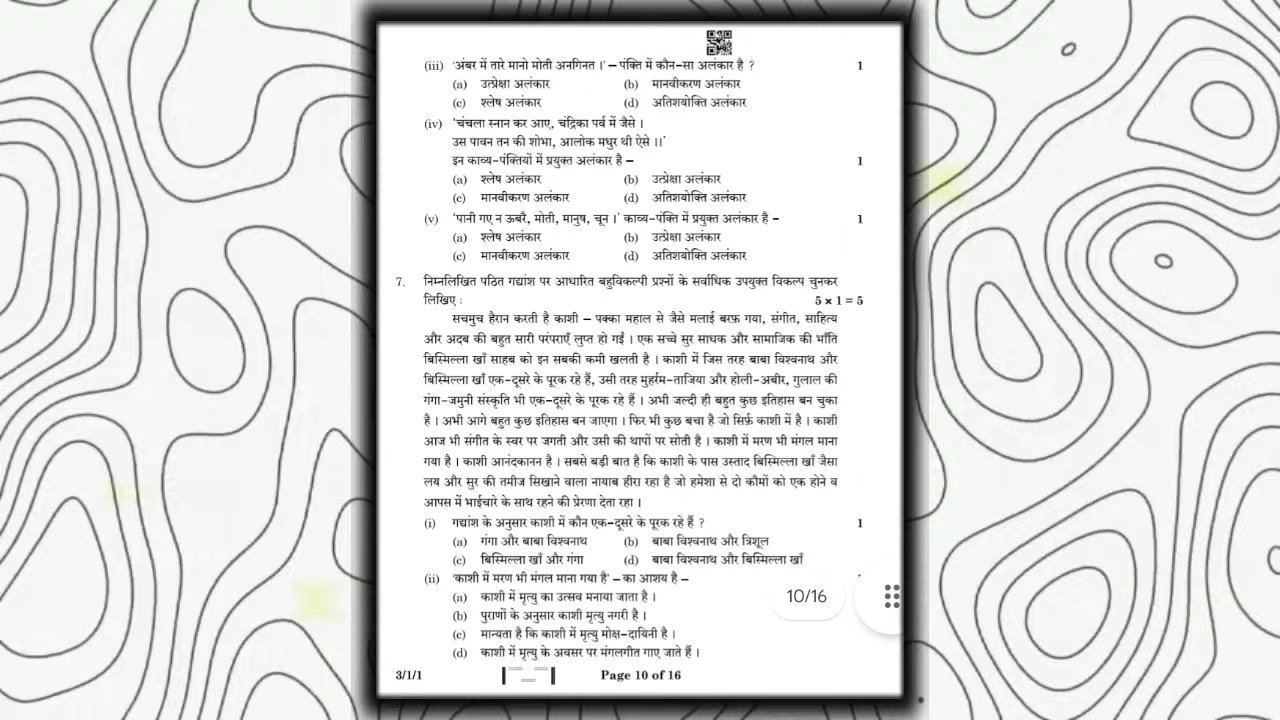 (iii) 'अंबर में तारे मानो मोती अनगिनत ।' – पंक्ति में कौन-सा अलंकार है ? 1
(a) उत्प्रेक्षा अलंकार (b) मानवीकरण अलंकार
(c) श्लेष अलंकार (d) अतिशयोक्ति अलंकार
(iv) 'चंचला स्नान कर आए, चंद्रिका पर्व में जैसे ।
उस पावन तन की शोभा, आलोक मधुर थी ऐसे ।।'
इन काव्य-पंक्तियों में प्रयुक्त अलंकार है – 1
(a) श्लेष अलंकार (b) उत्प्रेक्षा अलंकार
(c) मानवीकरण अलंकार (d) अतिशयोक्ति अलंकार
(v) 'पानी गए न ऊबरै, मोती, मानुष, चून ।' काव्य-पंक्ति में प्रयुक्त अलंकार है – 1
(a) श्लेष अलंकार (b) उत्प्रेक्षा अलंकार
(c) मानवीकरण अलंकार (d) अतिशयोक्ति अलंकार
7. निम्नलिखित पठित गद्यांश पर आधारित बहुविकल्पी प्रश्नों के सर्वाधिक उपयुक्त विकल्प चुनकर
लिखिए : 5 × 1 = 5
सचमुच हैरान करती है काशी – पक्का महाल से जैसे मलाई बरफ़ गया, संगीत, साहित्य
और अदब की बहुत सारी परंपराएँ लुप्त हो गईं । एक सच्चे सुर साधक और सामाजिक की भाँति
बिस्मिल्ला खाँ साहब को इन सबकी कमी खलती है । काशी में जिस तरह बाबा विश्वनाथ और
बिस्मिल्ला खाँ एक-दूसरे के पूरक रहे हैं, उसी तरह मुहर्रम-ताजिया और होली-अबीर, गुलाल की
गंगा-जमुनी संस्कृति भी एक-दूसरे के पूरक रहे हैं । अभी जल्दी ही बहुत कुछ इतिहास बन चुका
है । अभी आगे बहुत कुछ इतिहास बन जाएगा । फिर भी कुछ बचा है जो सिर्फ़ काशी में है । काशी
आज भी संगीत के स्वर पर जगती और उसी की थापों पर सोती है । काशी में मरण भी मंगल माना
गया है । काशी आनंदकानन है । सबसे बड़ी बात है कि काशी के पास उस्ताद बिस्मिल्ला खाँ जैसा
लय और सुर की तमीज सिखाने वाला नायाब हीरा रहा है जो हमेशा से दो कौमों को एक होने व
आपस में भाईचारे के साथ रहने की प्रेरणा देता रहा ।
(i) गद्यांश के अनुसार काशी में कौन एक-दूसरे के पूरक रहे हैं ? 1
(a) गंगा और बाबा विश्वनाथ (b) बाबा विश्वनाथ और त्रिशूल
(c) बिस्मिल्ला खाँ और गंगा (d) बाबा विश्वनाथ और बिस्मिल्ला खाँ
(ii) 'काशी में मरण भी मंगल माना गया है' – का आशय है –
(a) काशी में मृत्यु का उत्सव मनाया जाता है ।
10/16
(b) पुराणों के अनुसार काशी मृत्यु नगरी है ।
(c) मान्यता है कि काशी में मृत्यु मोक्ष-दायिनी है ।
(d) काशी में मृत्यु के अवसर पर मंगलगीत गाए जाते हैं ।
3/1/1 Page 10 of 16